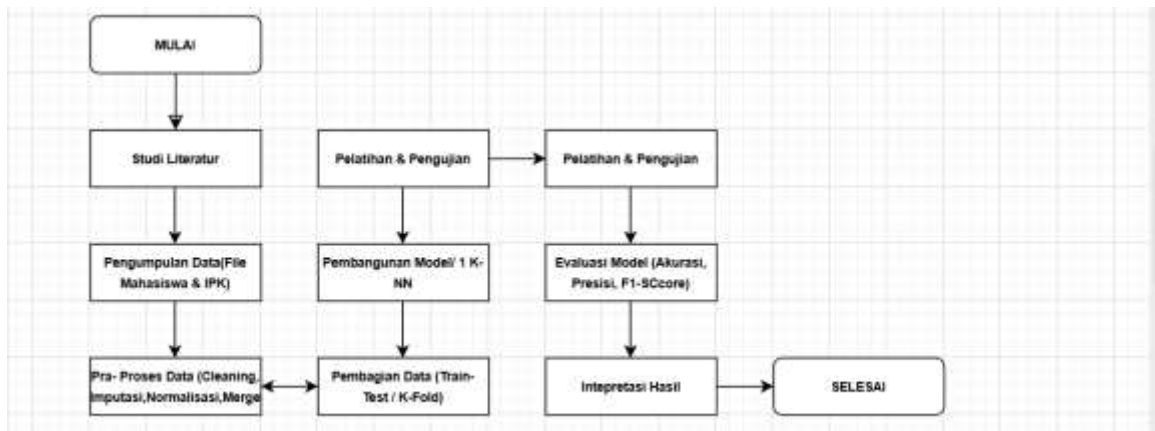 MULAI
Studi Literatur
Pengumpulan Data(File
Mahasiswa & IPK)
Pra- Proses Data (Cleaning,
Imputasi,Normalisasi,Merge
Pelatihan & Pengujian
Pembangunan Model/ 1 K-
NN
Pembagian Data (Train-
Test / K-Fold)
Pelatihan & Pengujian
Evaluasi Model (Akurasi,
Presisi, F1-SCcore)
Intepretasi Hasil
SELESAI